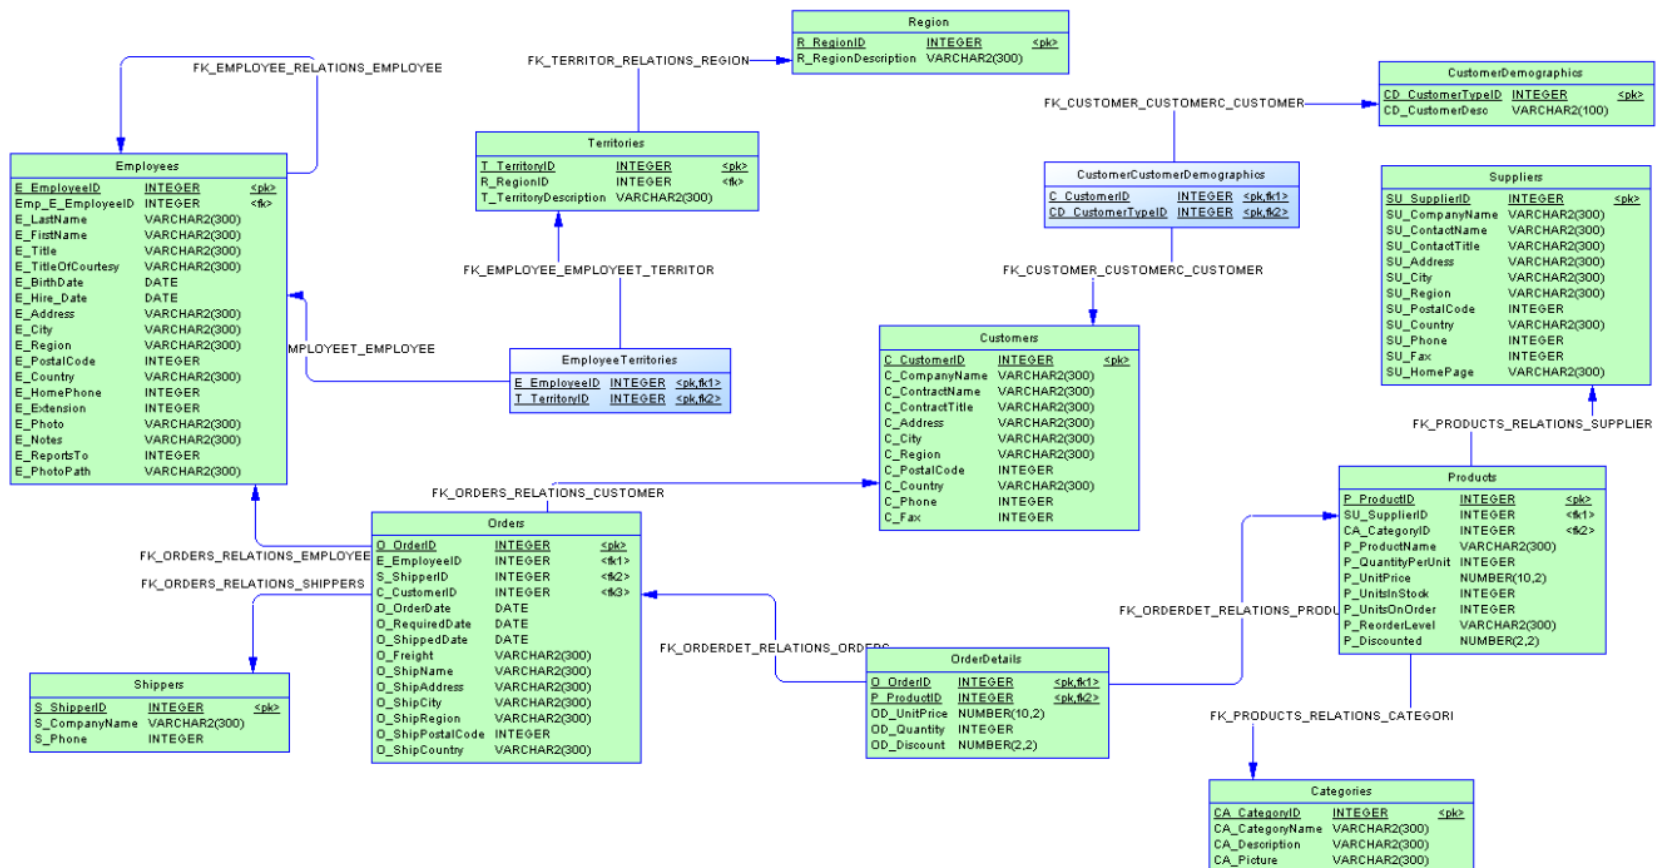 Region
R_RegionID INTEGER <pk>
R_RegionDescription VARCHAR2(300)
FK_TERRITOR_RELATIONS_REGION
FK_EMPLOYEE_RELATIONS_EMPLOYEE
CustomerDemographics
CD_CustomerTypeID INTEGER <pk>
CD_CustomerDesc VARCHAR2(100)
FK_CUSTOMER_CUSTOMERC_CUSTOMER
Territories
T_TerritoryID INTEGER <pk>
R_RegionID INTEGER <fk>
T_TerritoryDescription VARCHAR2(300)
Employees
E_EmployeeID INTEGER <pk>
Emp_E_EmployeeID INTEGER <fk>
E_LastName VARCHAR2(300)
E_FirstName VARCHAR2(300)
E_Title VARCHAR2(300)
E_TitleOfCourtesy VARCHAR2(300)
E_BirthDate DATE
E_Hire_Date DATE
E_Address VARCHAR2(300)
E_City VARCHAR2(300)
E_Region VARCHAR2(300)
E_PostalCode INTEGER
E_Country VARCHAR2(300)
E_HomePhone INTEGER
E_Extension INTEGER
E_Photo VARCHAR2(300)
E_Notes VARCHAR2(300)
E_ReportsTo INTEGER
E_PhotoPath VARCHAR2(300)
CustomerCustomerDemographics
C_CustomerID INTEGER <pk,fk1>
CD_CustomerTypeID INTEGER <pk,fk2>
Suppliers
SU_SupplierID INTEGER <pk>
SU_CompanyName VARCHAR2(300)
SU_ContactName VARCHAR2(300)
SU_ContactTitle VARCHAR2(300)
SU_Address VARCHAR2(300)
SU_City VARCHAR2(300)
SU_Region VARCHAR2(300)
SU_PostalCode INTEGER
SU_Country VARCHAR2(300)
SU_Phone INTEGER
SU_Fax INTEGER
SU_HomePage VARCHAR2(300)
FK_EMPLOYEE_EMPLOYEET_TERRITOR
FK_CUSTOMER_CUSTOMERC_CUSTOMER
MPLOYEET_EMPLOYEE
EmployeeTerritories
E_EmployeeID INTEGER <pk,fk1>
T_TerritoryID INTEGER <pk,fk2>
Customers
C_CustomerID INTEGER <pk>
C_CompanyName VARCHAR2(300)
C_ContractName VARCHAR2(300)
C_ContractTitle VARCHAR2(300)
C_Address VARCHAR2(300)
C_City VARCHAR2(300)
C_Region VARCHAR2(300)
C_PostalCode INTEGER
C_Country VARCHAR2(300)
C_Phone INTEGER
C_Fax INTEGER
FK_PRODUCTS_RELATIONS_SUPPLIER
Products
P_ProductID INTEGER <pk>
SU_SupplierID INTEGER <fk1>
CA_CategoryID INTEGER <fk2>
P_ProductName VARCHAR2(300)
P_QuantityPerUnit INTEGER
P_UnitPrice NUMBER(10,2)
P_UnitsInStock INTEGER
P_UnitsOnOrder INTEGER
P_ReorderLevel VARCHAR2(300)
P_Discounted NUMBER(2,2)
FK_ORDERS_RELATIONS_CUSTOMER
FK_ORDERS_RELATIONS_EMPLOYEE
FK_ORDERS_RELATIONS_SHIPPERS
Orders
O_OrderID INTEGER <pk>
E_EmployeeID INTEGER <fk1>
S_ShipperID INTEGER <fk2>
C_CustomerID INTEGER <fk3>
O_OrderDate DATE
O_RequiredDate DATE
O_ShippedDate DATE
O_Freight VARCHAR2(300)
O_ShipName VARCHAR2(300)
O_ShipAddress VARCHAR2(300)
O_ShipCity VARCHAR2(300)
O_ShipRegion VARCHAR2(300)
O_ShipPostalCode INTEGER
O_ShipCountry VARCHAR2(300)
FK_ORDERDET_RELATIONS_PRODU
FK_ORDERDET_RELATIONS_ORDERS
OrderDetails
O_OrderID INTEGER <pk,fk1>
P_ProductID INTEGER <pk,fk2>
OD_UnitPrice NUMBER(10,2)
OD_Quantity INTEGER
OD_Discount NUMBER(2,2)
Shippers
S_ShipperID INTEGER <pk>
S_CompanyName VARCHAR2(300)
S_Phone INTEGER
FK_PRODUCTS_RELATIONS_CATEGORI
Categories
CA_CategoryID INTEGER <pk>
CA_CategoryName VARCHAR2(300)
CA_Description VARCHAR2(300)
CA_Picture VARCHAR2(300)